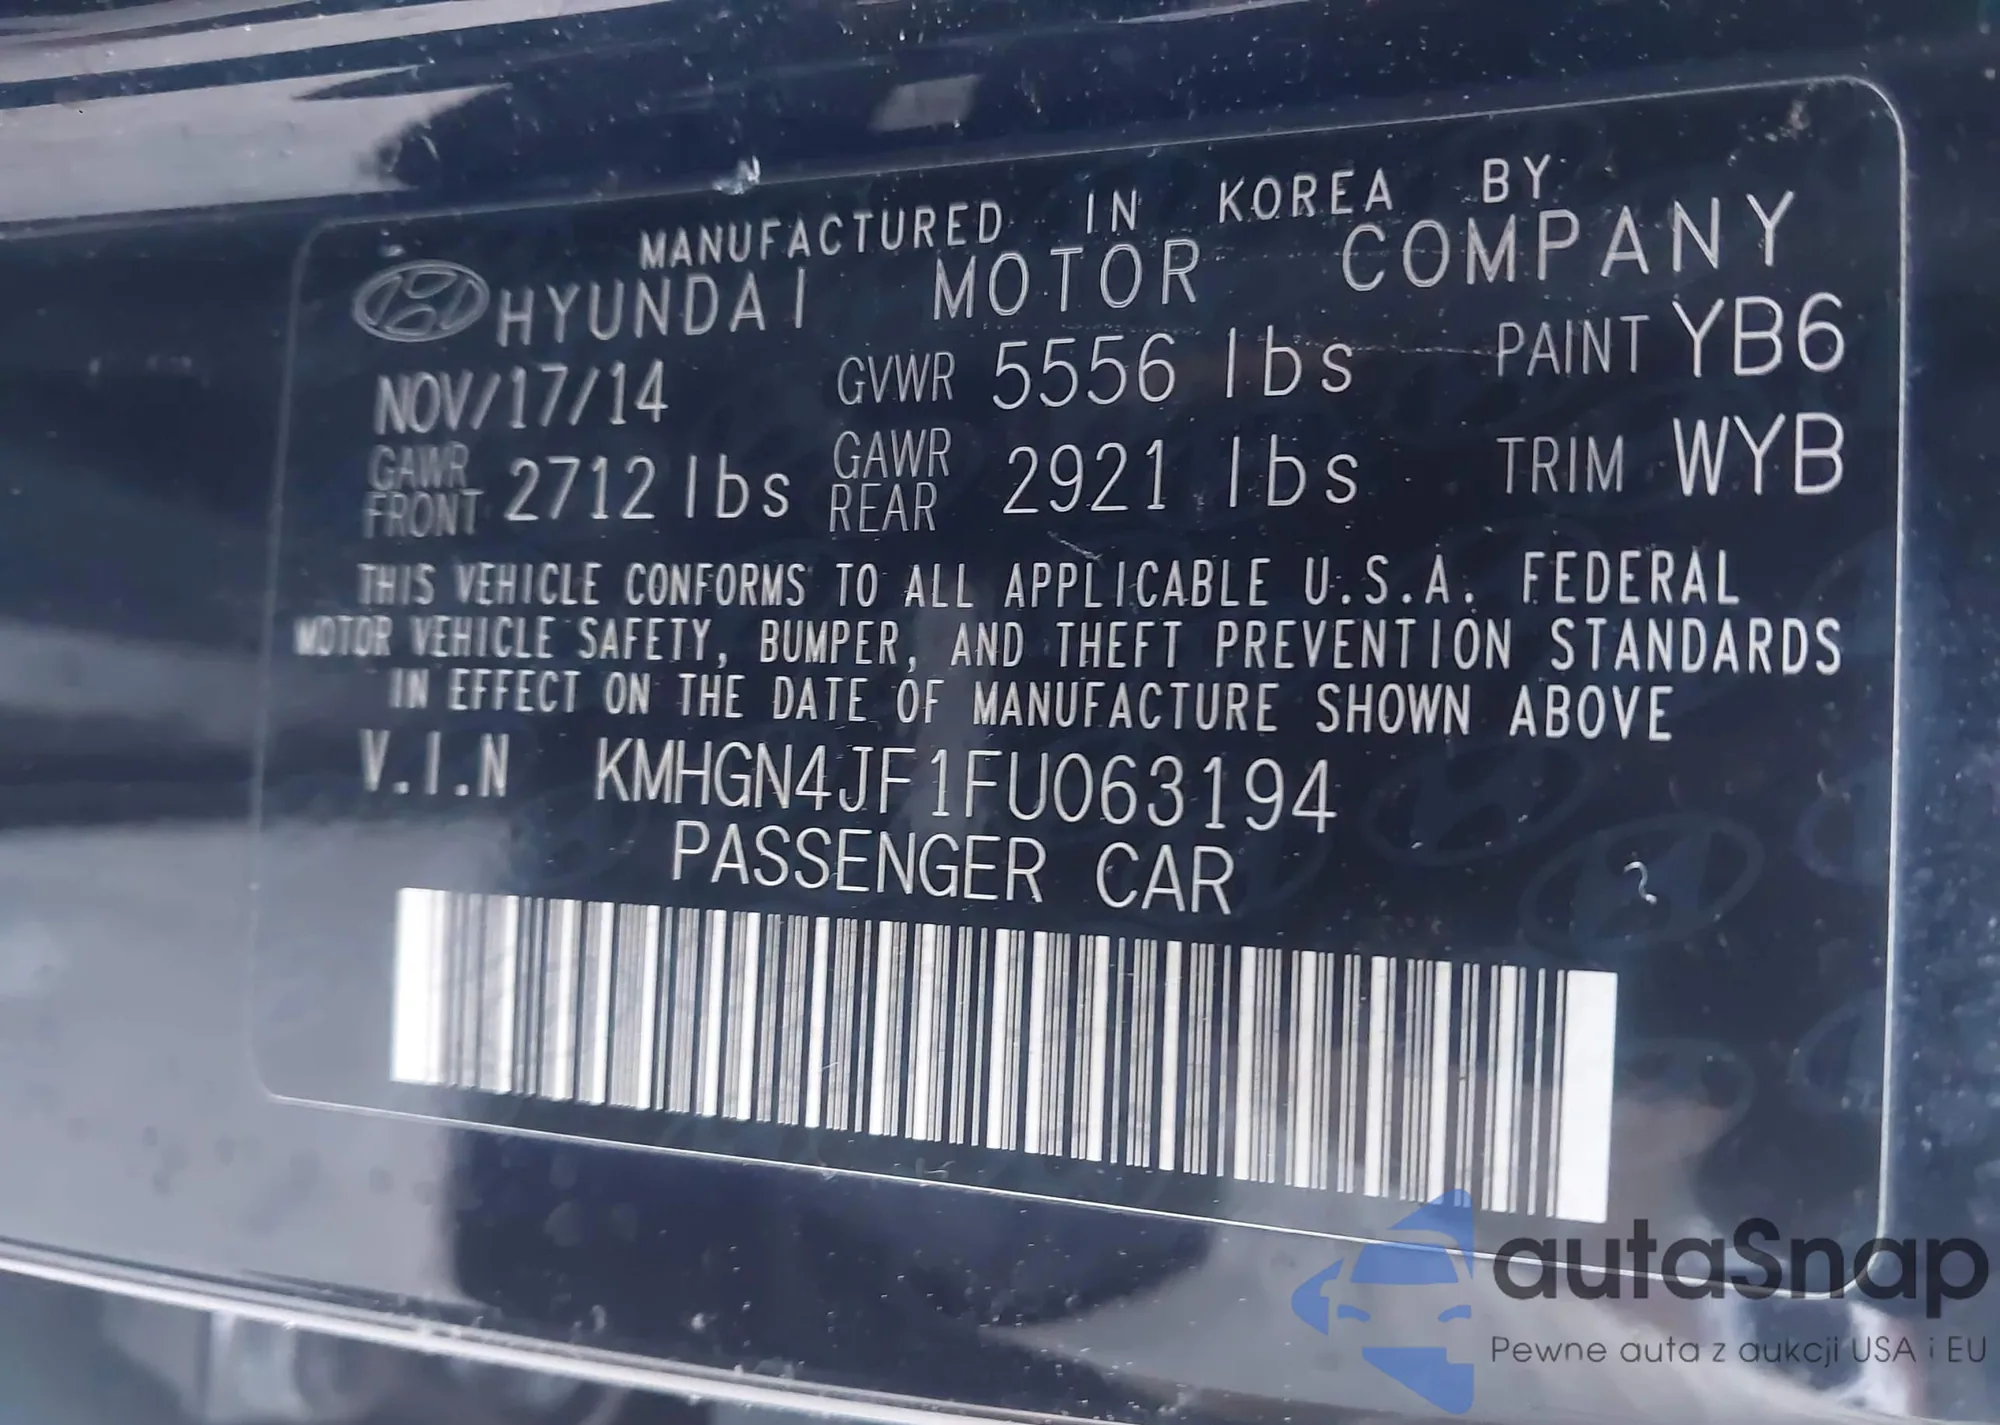 MANUFACTURED IN KOREA BY
HYUNDAI MOTOR COMPANY
NOV/17/14 GVWR 5556 lbs PAINT YB6
GAWR FRONT 2712 lbs GAWR REAR 2921 lbs TRIM WYB
THIS VEHICLE CONFORMS TO ALL APPLICABLE U.S.A. FEDERAL
MOTOR VEHICLE SAFETY, BUMPER, AND THEFT PREVENTION STANDARDS
IN EFFECT ON THE DATE OF MANUFACTURE SHOWN ABOVE
V.I.N KMHGN4JF1FU063194
PASSENGER CAR
autaSnap
Pewne auta z aukcji USA i EU